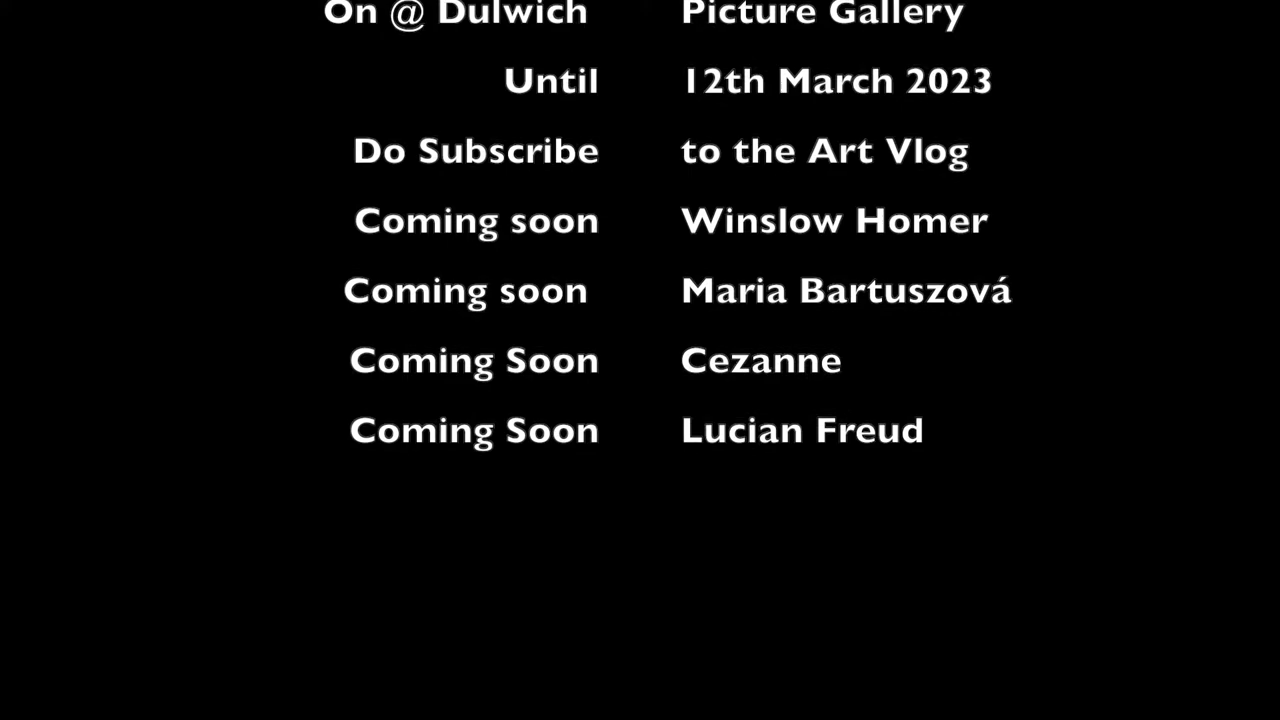 On @ Dulwich Picture Gallery
Until 12th March 2023
Do Subscribe to the Art Vlog
Coming soon Winslow Homer
Coming soon Maria Bartuszová
Coming Soon Cezanne
Coming Soon Lucian Freud